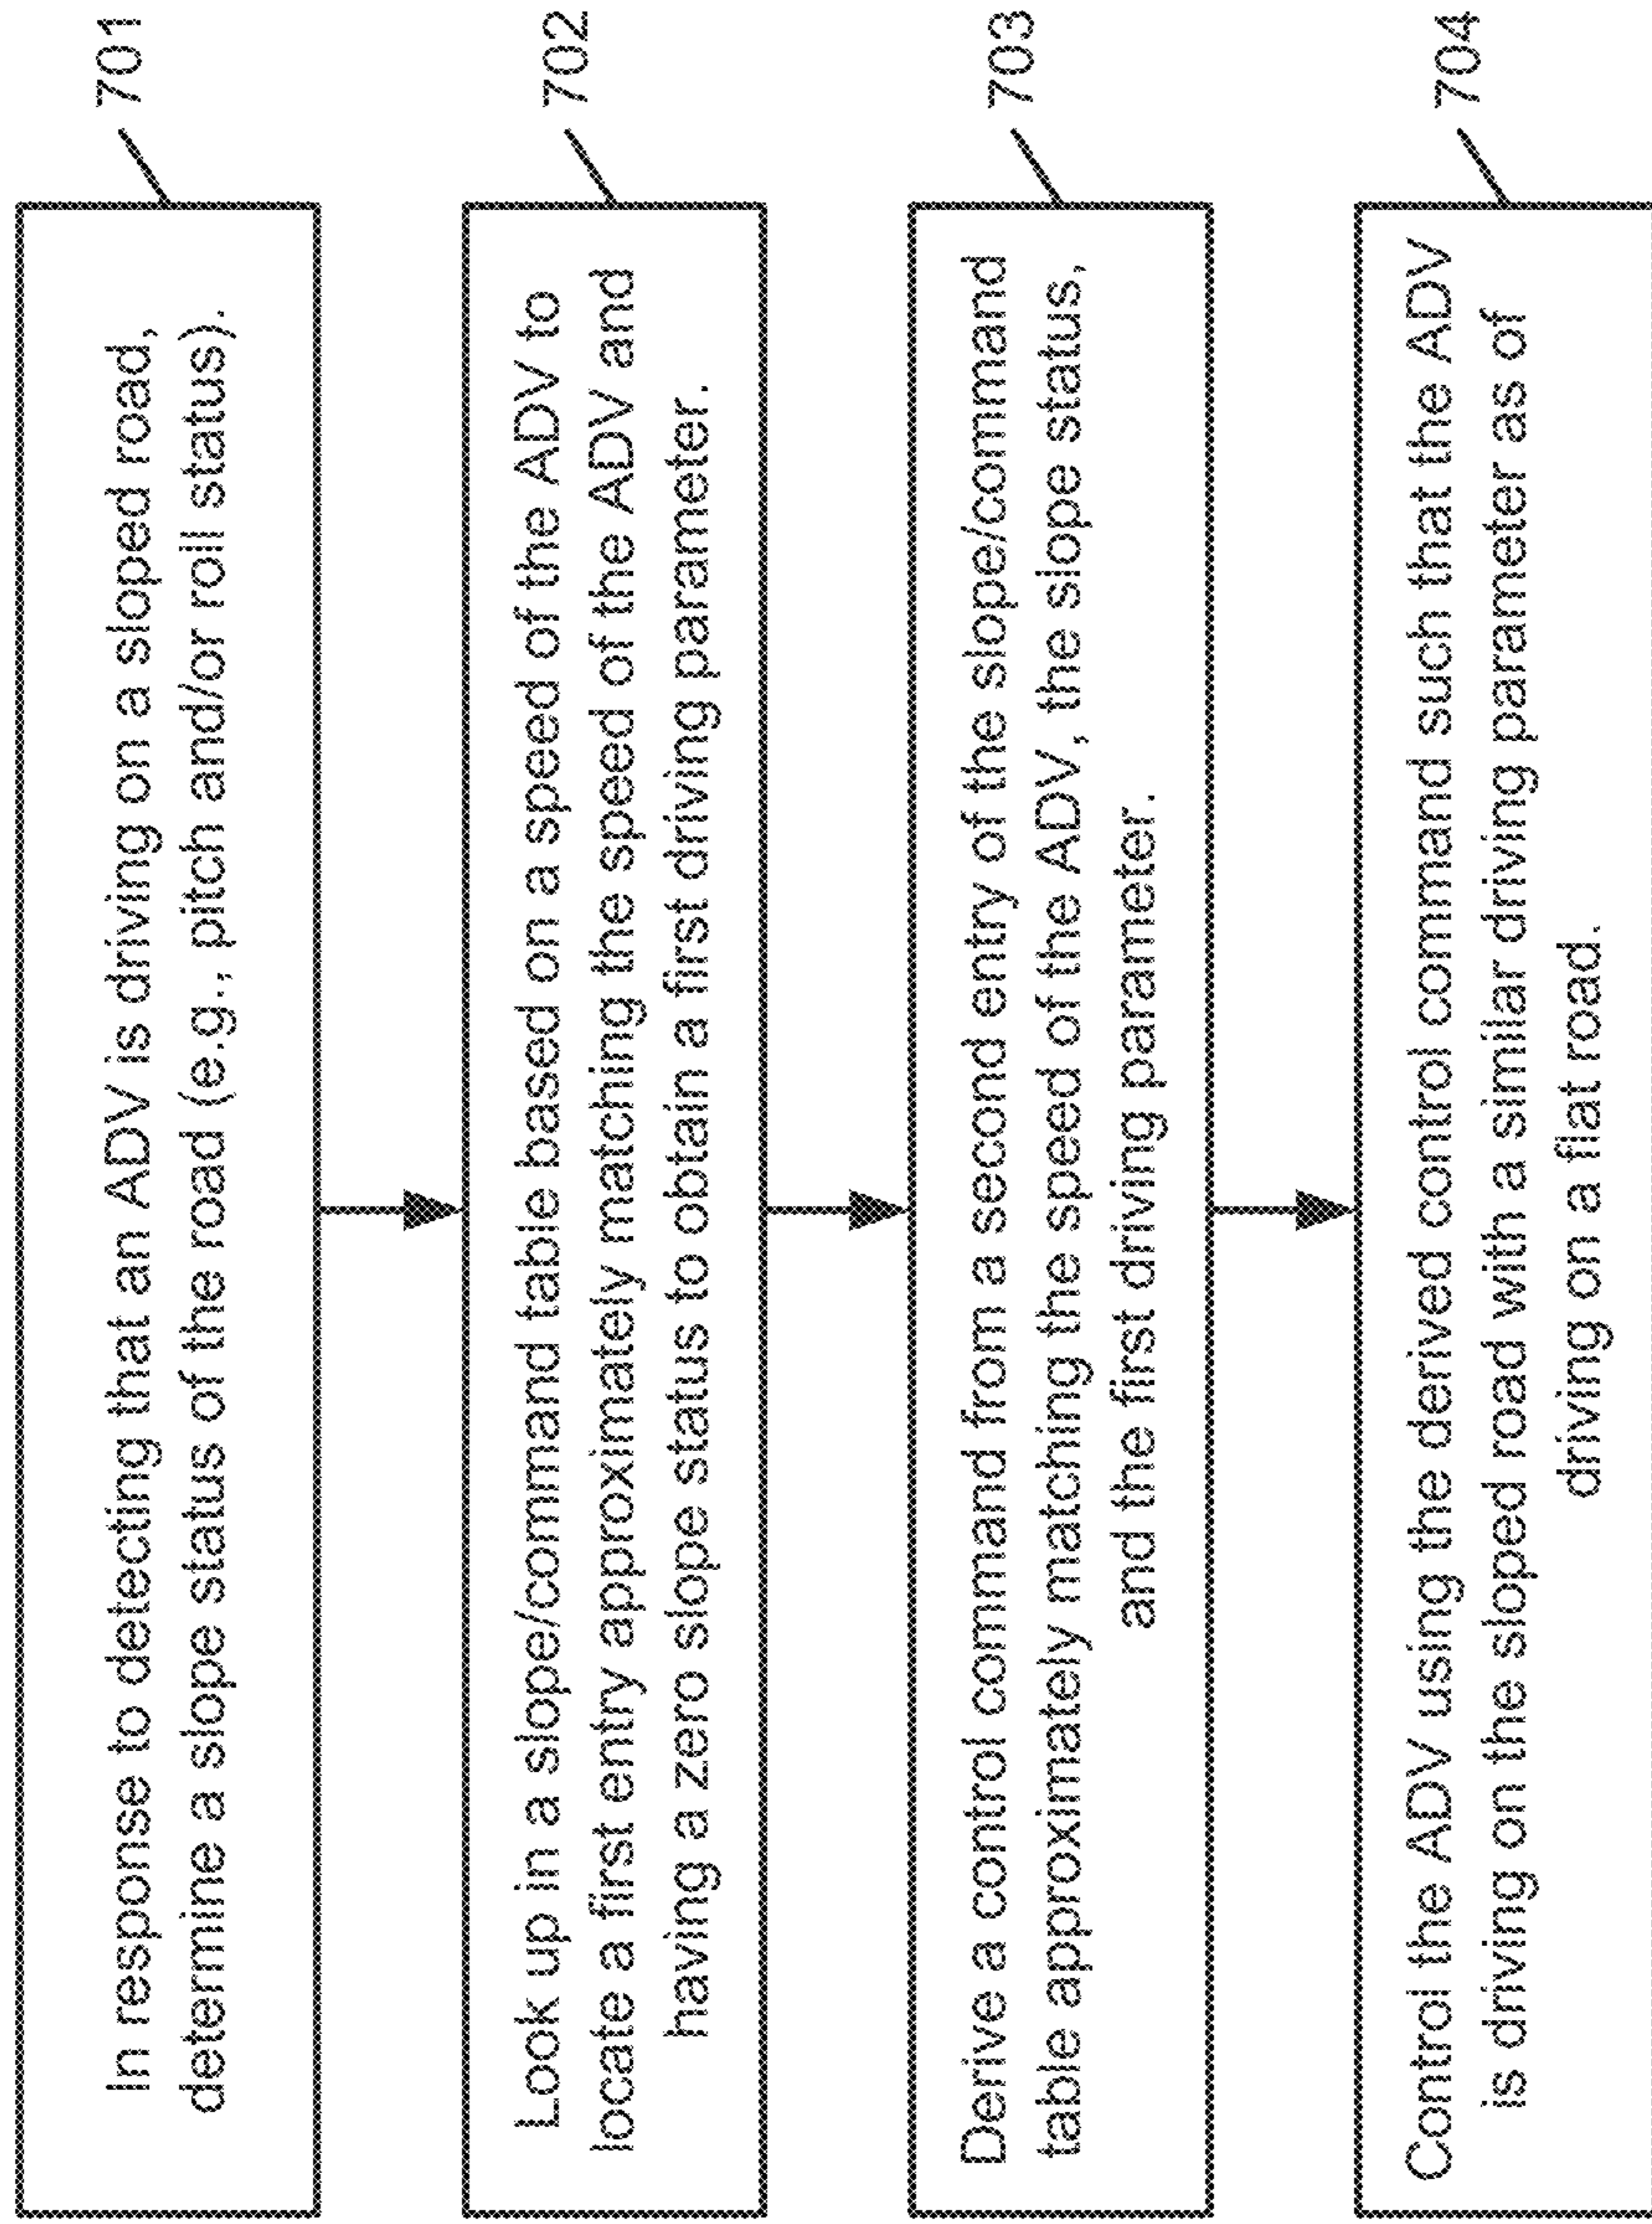 In response to detecting that an ADV is driving on a sloped road,
determine a slope status of the road (e.g., pitch and/or roll status).
701
Look up in a slope/command table based on a speed of the ADV to
locate a first entry approximately matching the speed of the ADV and
having a zero slope status to obtain a first driving parameter.
702
Derive a control command from a second entry of the slope/command
table approximately matching the speed of the ADV, the slope status,
and the first driving parameter.
703
Control the ADV using the derived control command such that the ADV
is driving on the sloped road with a similar driving parameter as of
driving on a flat road.
704